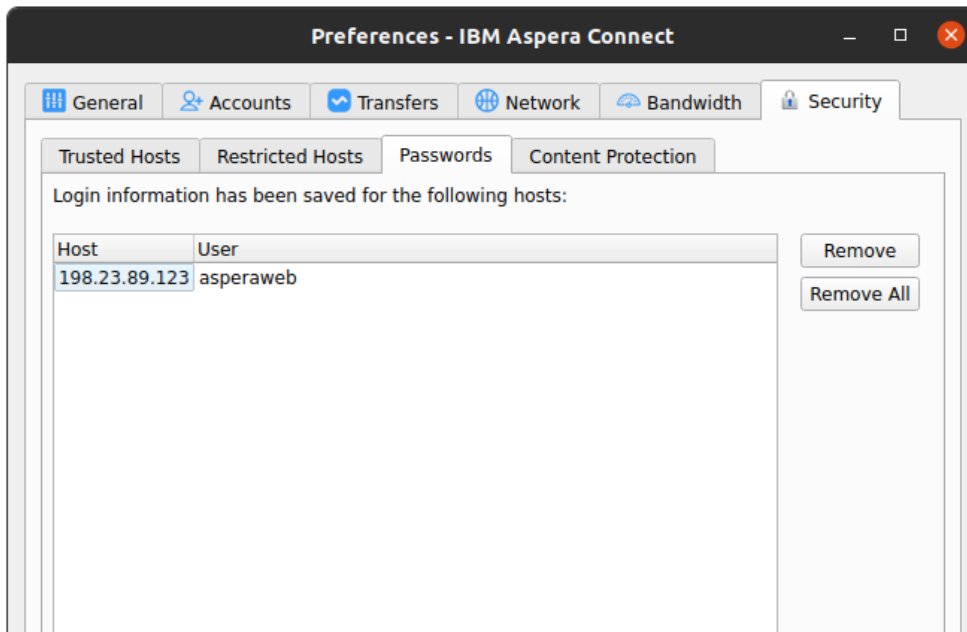 Preferences - IBM Aspera Connect
General Accounts Transfers Network Bandwidth Security
Trusted Hosts Restricted Hosts Passwords Content Protection
Login information has been saved for the following hosts:
Host User
198.23.89.123 asperaweb
Remove
Remove All